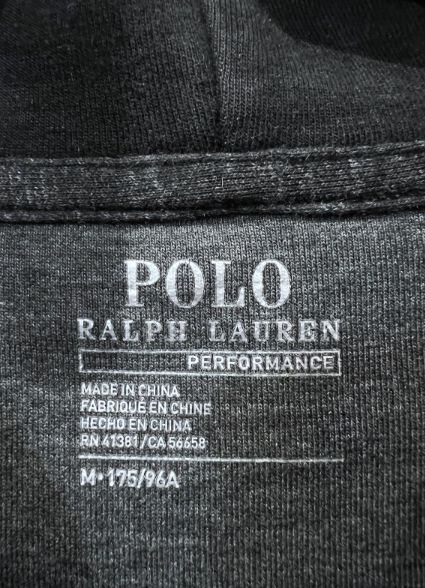 POLO
RALPH LAUREN
PERFORMANCE
MADE IN CHINA
FABRIQUÉ EN CHINE
HECHO EN CHINA
RN 41381/CA 56658
M•175/96A